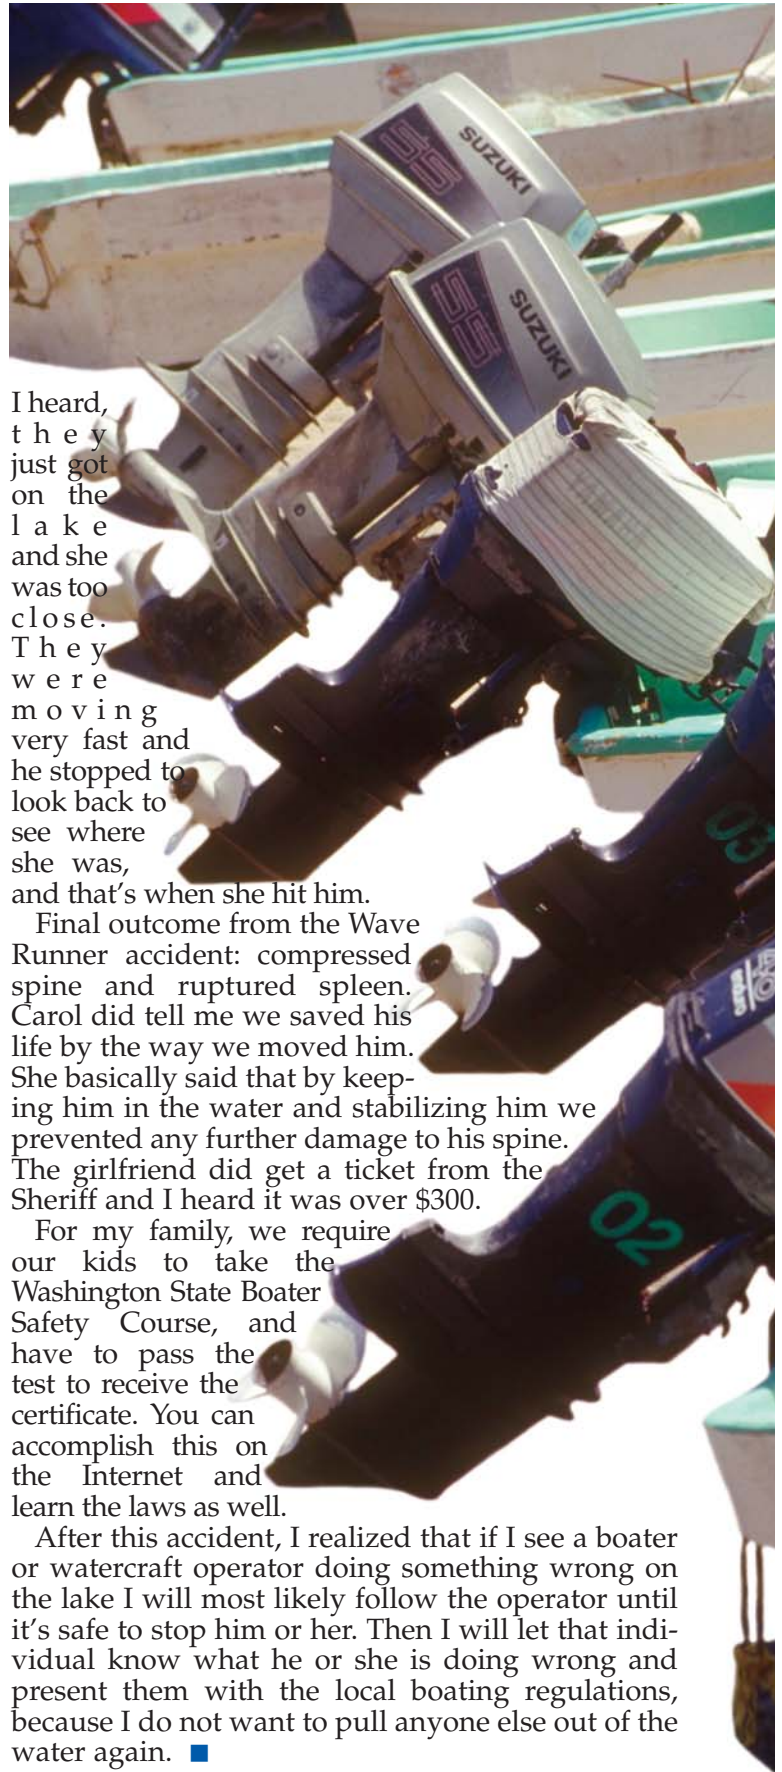 55
SUZUKI
55
SUZUKI
I heard,
they
just got
on the
lake
and she
was too
close.
They
were
moving
very fast and
he stopped to
look back to
see where
she was,
and that's when she hit him.
Final outcome from the Wave
Runner accident: compressed
spine and ruptured spleen.
Carol did tell me we saved his
life by the way we moved him.
She basically said that by keep-
ing him in the water and stabilizing him we
prevented any further damage to his spine.
The girlfriend did get a ticket from the
Sheriff and I heard it was over $300.
For my family, we require
our kids to take the
Washington State Boater
Safety Course, and
have to pass the
test to receive the
certificate. You can
accomplish this on
the Internet and
learn the laws as well.
After this accident, I realized that if I see a boater
or watercraft operator doing something wrong on
the lake I will most likely follow the operator until
it's safe to stop him or her. Then I will let that indi-
vidual know what he or she is doing wrong and
present them with the local boating regulations,
because I do not want to pull anyone else out of the
water again.
03
02